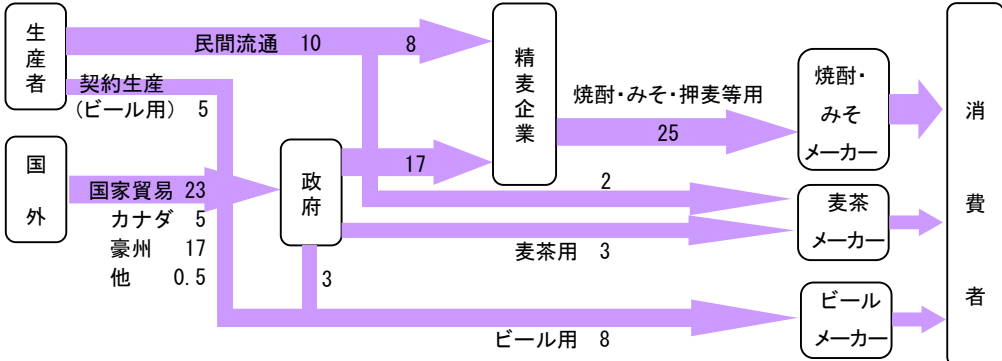 生産者
民間流通 10
8
契約生産
(ビール用) 5
精麦企業
焼酎・みそ・押麦等用
25
焼酎・
みそ
メーカー
消費者
国外
国家貿易 23
カナダ 5
豪州 17
他 0.5
政府
17
2
麦茶
メーカー
麦茶用 3
3
ビール
メーカー
ビール用 8